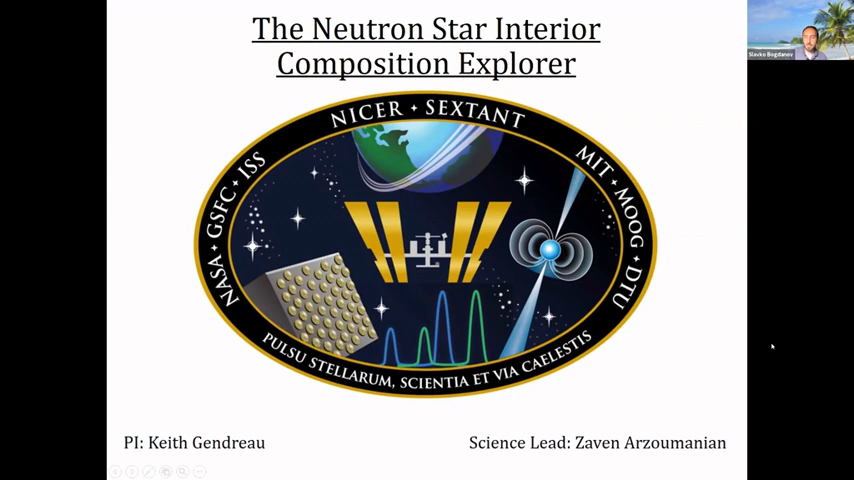 The Neutron Star Interior
Composition Explorer
NICER • SEXTANT
NASA • GSFC • ISS
MIT • MOOG • DTU
PULSU STELLARUM, SCIENTIA ET VIA CAELESTIS
PI: Keith Gendreau
Science Lead: Zaven Arzoumanian
Slavko Bogdanov